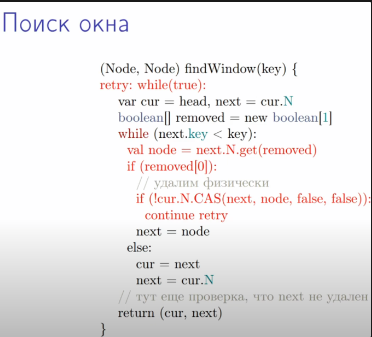 Поиск окна
(Node, Node) findWindow(key) {
retry: while(true):
var cur = head, next = cur.N
boolean[] removed = new boolean[1]
while (next.key < key):
val node = next.N.get(removed)
if (removed[0]):
// удалим физически
if (!cur.N.CAS(next, node, false, false)):
continue retry
next = node
else:
cur = next
next = cur.N
// тут еще проверка, что next не удален
return (cur, next)
}